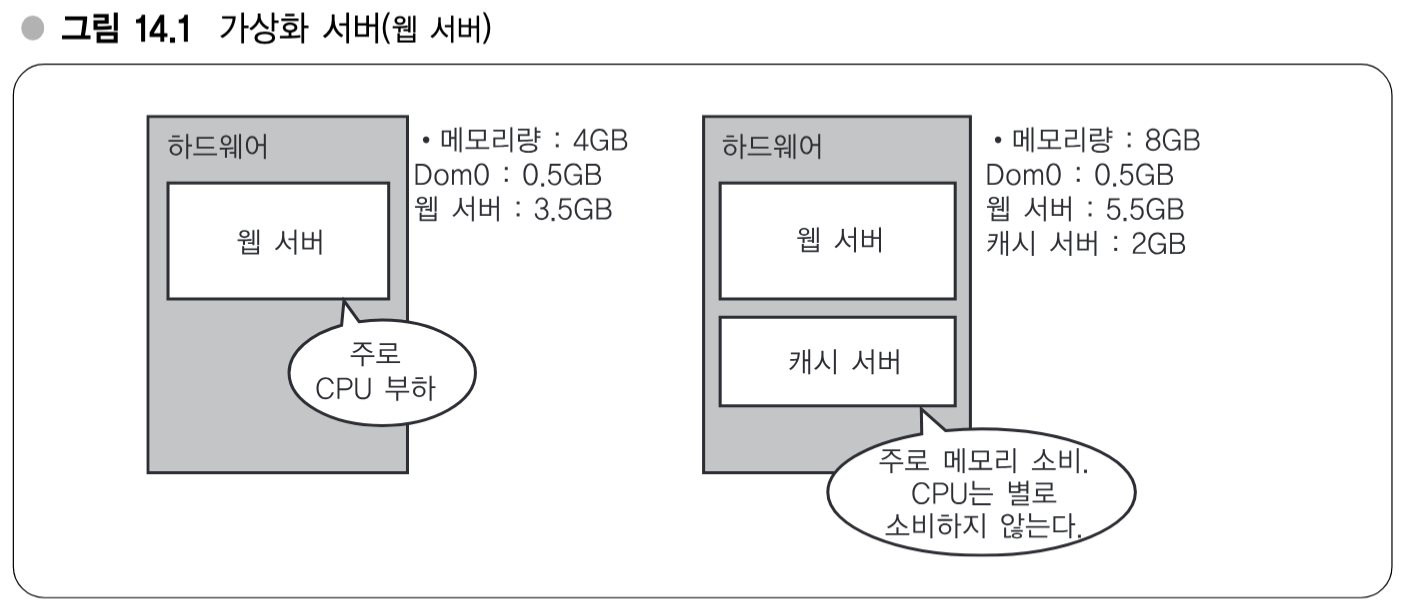 ● 그림 14.1 가상화 서버(웹 서버)
하드웨어
웹 서버
주로
CPU 부하
• 메모리량 : 4GB
Dom0 : 0.5GB
웹 서버 : 3.5GB
하드웨어
웹 서버
캐시 서버
주로 메모리 소비.
CPU는 별로
소비하지 않는다.
• 메모리량 : 8GB
Dom0 : 0.5GB
웹 서버 : 5.5GB
캐시 서버 : 2GB